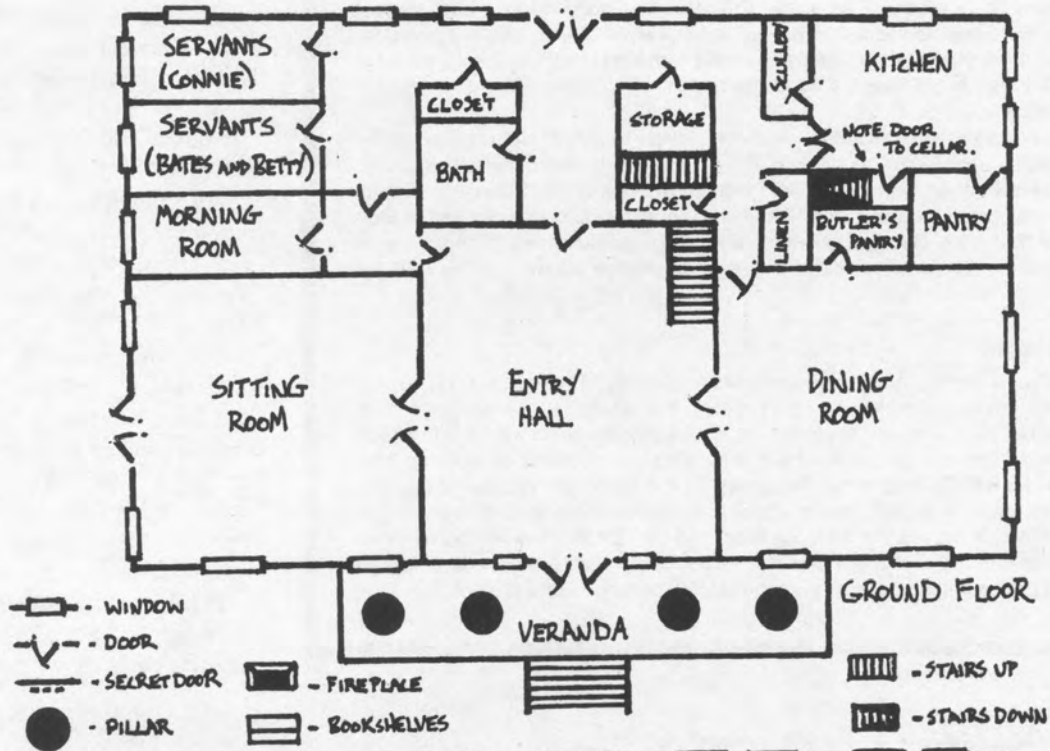 SERVANTS
(CONNIE)
SERVANTS
(BATES AND BETTY)
MORNING
ROOM
CLOSET
BATH
STORAGE
CLOSET
SCULLERY
KITCHEN
NOTE DOOR
TO CELLAR.
LINEN
BUTLER'S
PANTRY
PANTRY
SITTING
ROOM
ENTRY
HALL
DINING
ROOM
VERANDA
GROUND FLOOR
- WINDOW
- DOOR
- SECRET DOOR
- PILLAR
- FIREPLACE
- BOOKSHELVES
- STAIRS UP
- STAIRS DOWN